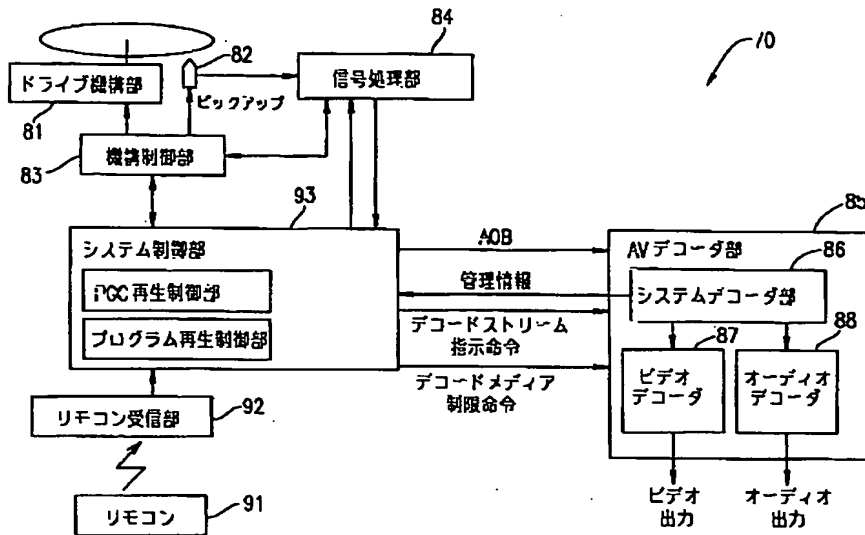 84
10
82
ドライブ機構部
信号処理部
81
ピックアップ
機構制御部
83
93
85
システム制御部
AOB
AVデコーダ部
86
管理情報
PGC再生制御部
システムデコーダ部
プログラム再生制御部
デコードストリーム
指示命令
87
88
ビデオ
デコーダ
オーディオ
デコーダ
デコードメディア
制限命令
リモコン受信部
92
リモコン
91
ビデオ
出力
オーディオ
出力